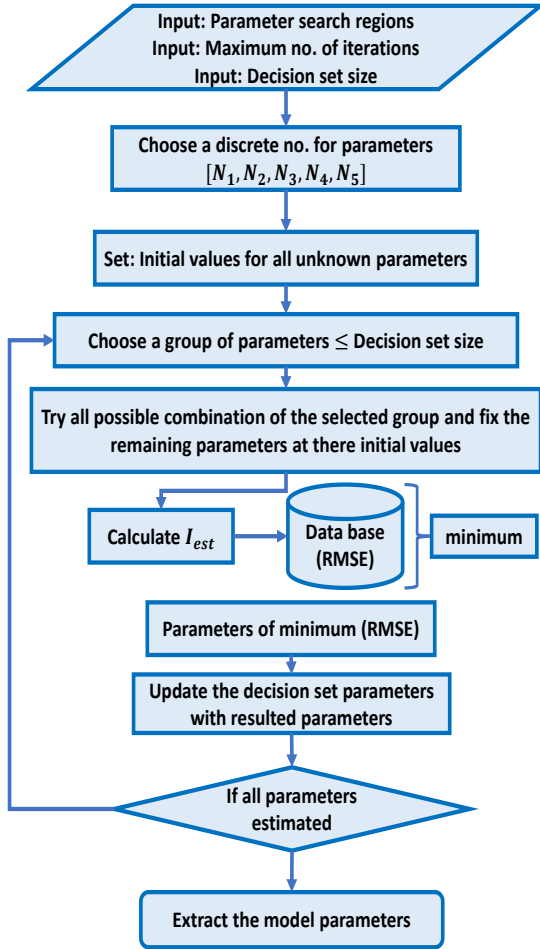 Input: Parameter search regions
Input: Maximum no. of iterations
Input: Decision set size
Choose a discrete no. for parameters
[N₁, N₂, N₃, N₄, N₅]
Set: Initial values for all unknown parameters
Choose a group of parameters ≤ Decision set size
Try all possible combination of the selected group and fix the
remaining parameters at there initial values
Calculate I_est
Data base
(RMSE)
minimum
Parameters of minimum (RMSE)
Update the decision set parameters
with resulted parameters
If all parameters
estimated
Extract the model parameters